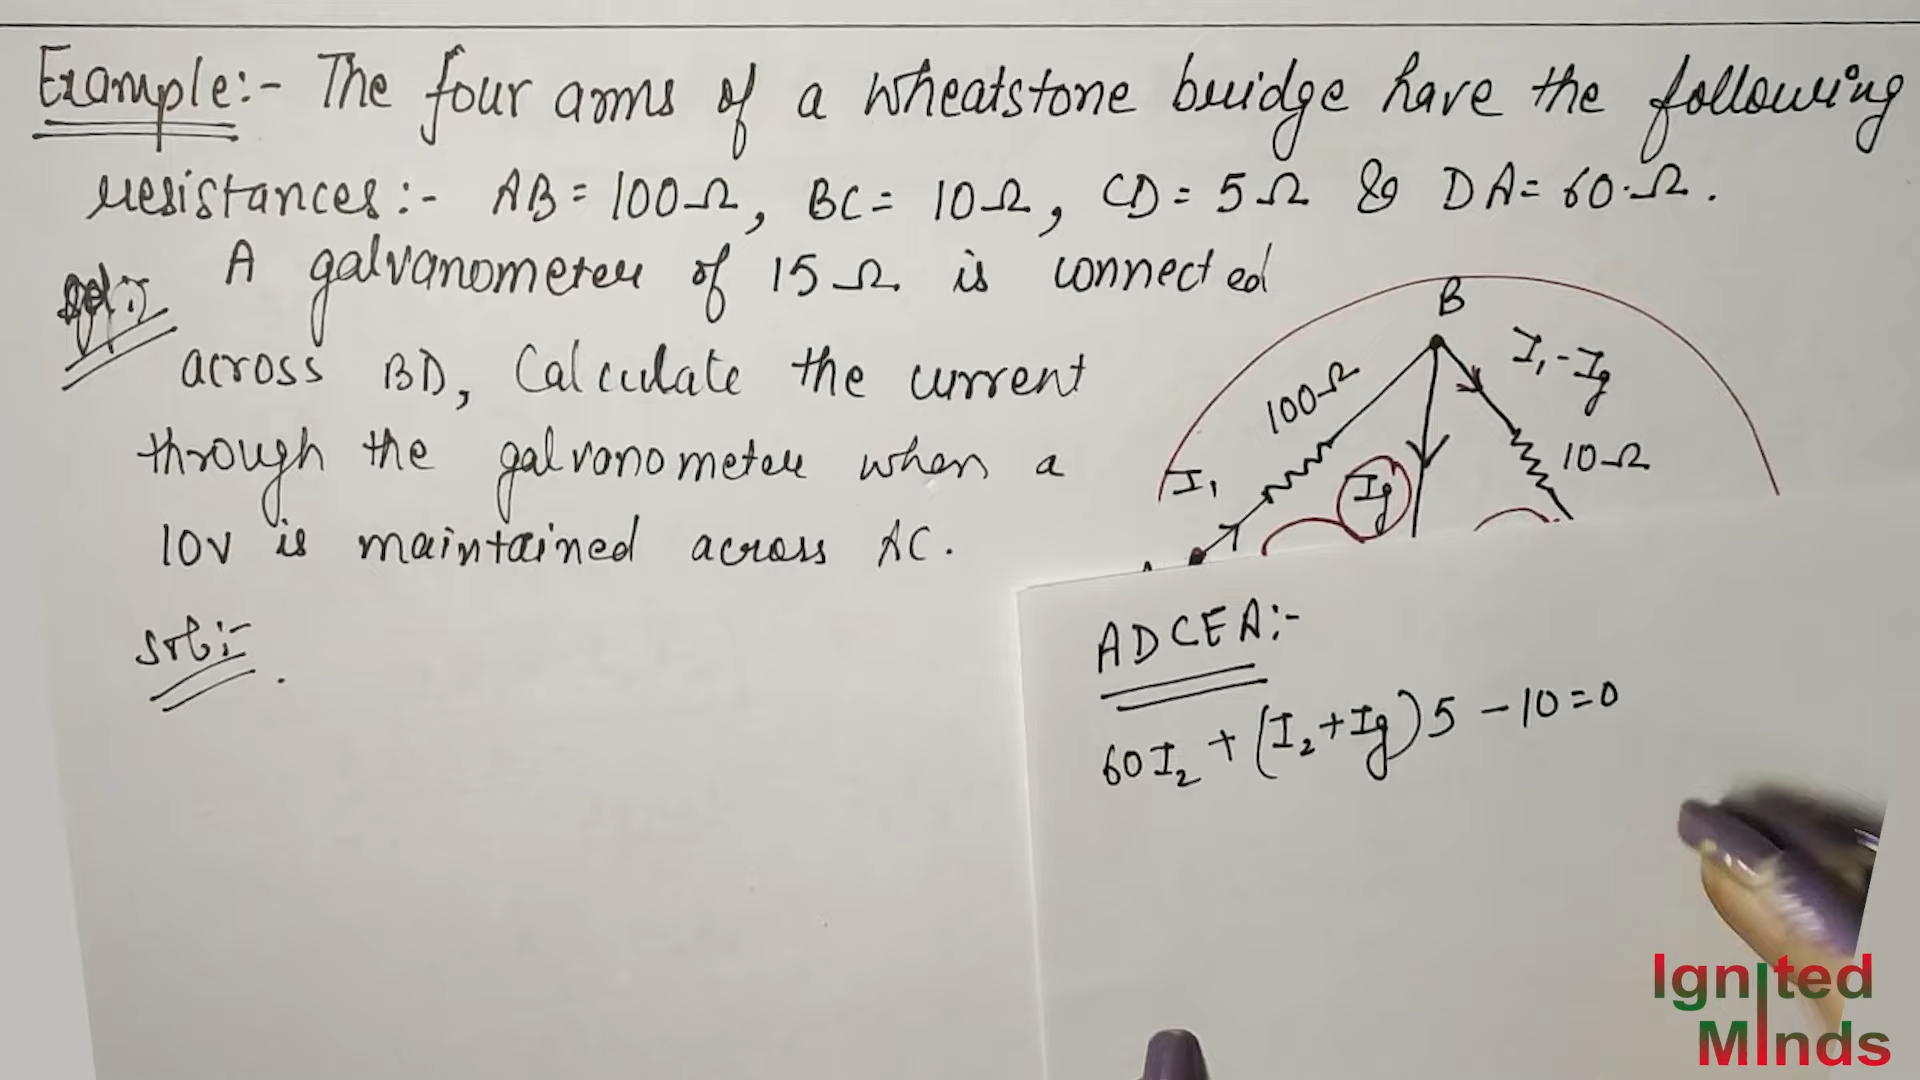 Example:- The four arms of a wheatstone bridge have the following
resistances:- AB = 100Ω, BC = 10Ω, CD = 5Ω & DA = 60Ω.
A galvanometer of 15Ω is connected
across BD, Calculate the current
through the galvanometer when a
10v is maintained across AC.
Sol:-
B
I₁-Ig
100Ω
10Ω
I₁
Ig
ADCEA:-
60I₂ + (I₂+Ig)5 - 10 = 0
Ignited
Minds